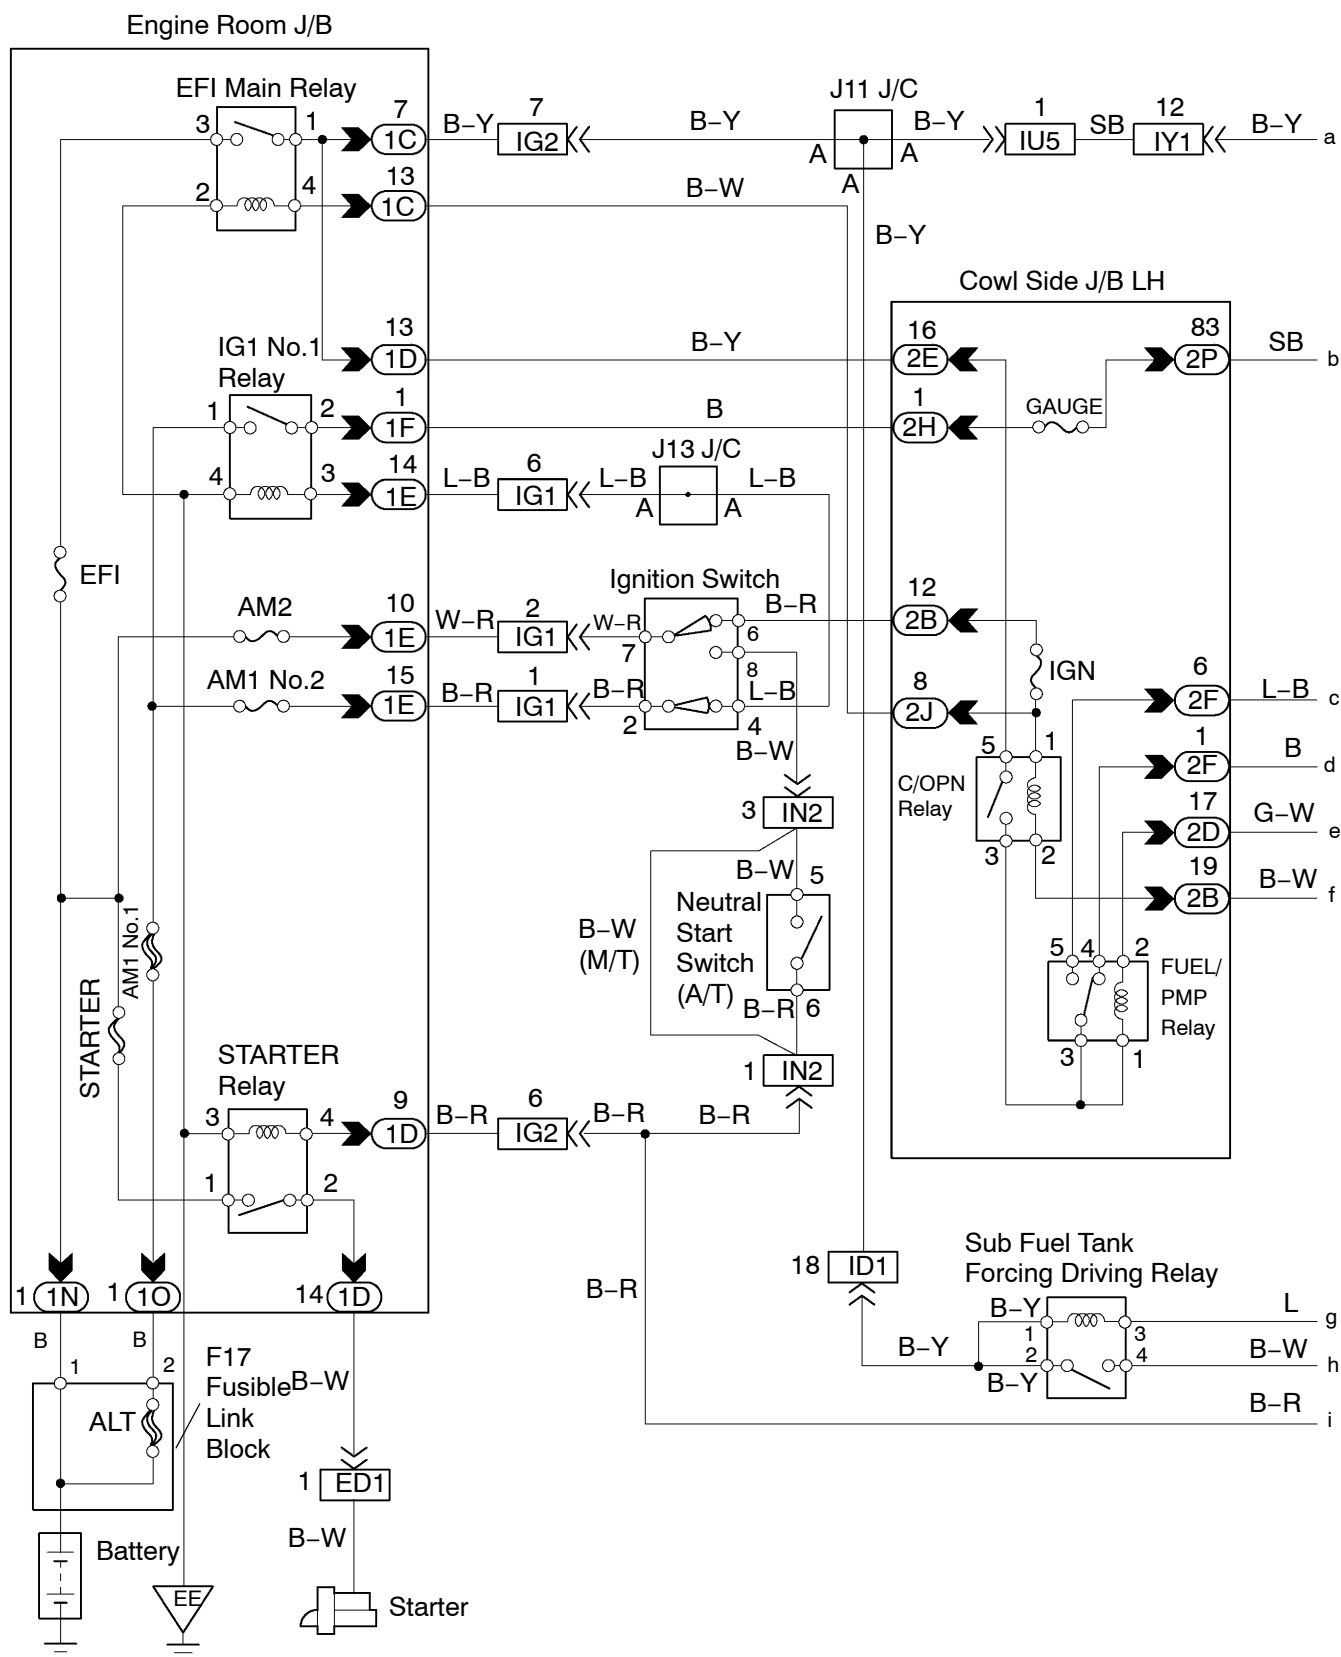 Engine Room J/B
EFI Main Relay
3
1
7
1C
B–Y
7
IG2
B–Y
J11 J/C
A
A
A
B–Y
1
IU5
SB
12
IY1
B–Y
a
2
4
13
1C
B–W
B–Y
Cowl Side J/B LH
IG1 No.1
Relay
13
1D
B–Y
16
2E
83
2P
SB
b
1
2
1
1F
B
1
2H
GAUGE
J13 J/C
4
3
14
1E
L–B
6
IG1
L–B
A
A
L–B
EFI
Ignition Switch
AM2
10
1E
W–R
2
IG1
W–R
7
6
B–R
12
2B
IGN
8
AM1 No.2
15
1E
B–R
1
IG1
B–R
2
4
L–B
8
2J
6
2F
L–B
c
B–W
5
1
C/OPN
Relay
3
2
1
2F
B
d
3
IN2
17
2D
G–W
e
B–W
5
19
2B
B–W
f
Neutral
Start
Switch
(A/T)
B–W
(M/T)
AM1 No.1
STARTER
5
4
2
FUEL/
PMP
Relay
3
1
B–R
6
STARTER
Relay
1
IN2
3
4
9
1D
B–R
6
IG2
B–R
B–R
1
2
1
1N
1
1O
14
1D
18
ID1
Sub Fuel Tank
Forcing Driving Relay
B–R
B–Y
B–Y
1
3
L
g
2
4
B–W
h
B–Y
B–R
i
B
B
1
2
F17
Fusible
Link
Block
B–W
ALT
1
ED1
B–W
Battery
EE
Starter